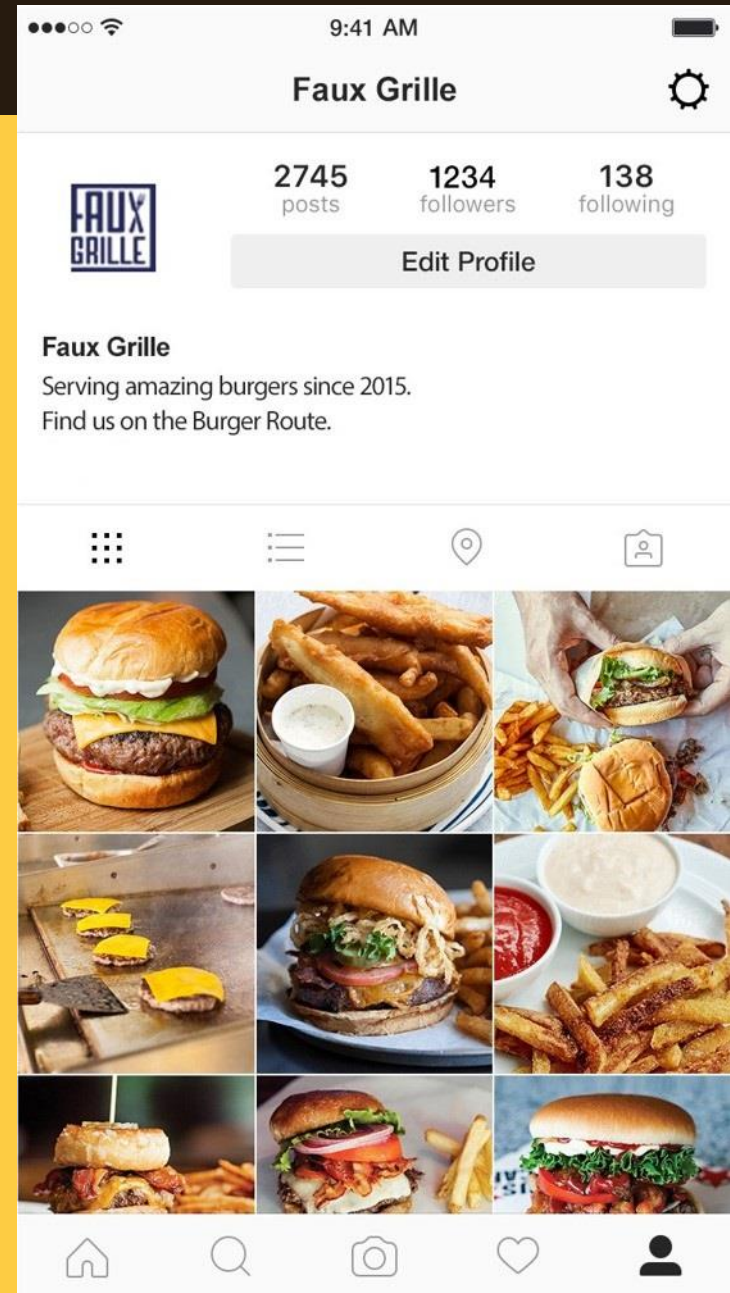 9:41 AM
Faux Grille
2745 1234 138
posts followers following
FAUX
GRILLE
Edit Profile
Faux Grille
Serving amazing burgers since 2015.
Find us on the Burger Route.